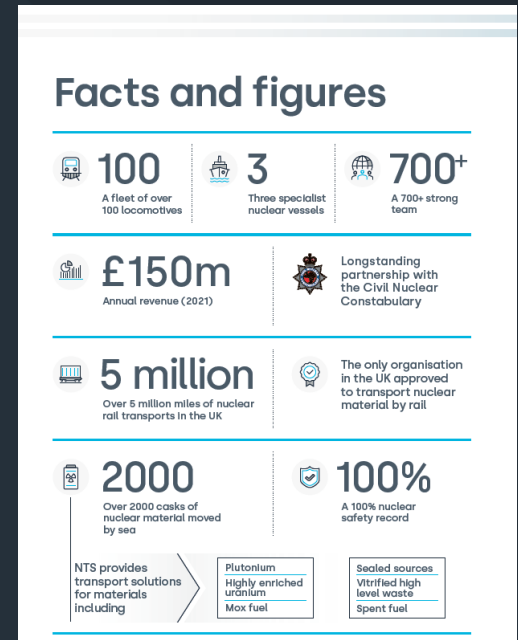 Facts and figures
100
A fleet of over
100 locomotives
3
Three specialist
nuclear vessels
700+
A 700+ strong
team
£150m
Annual revenue (2021)
Longstanding
partnership with
the Civil Nuclear
Constabulary
5 million
Over 5 million miles of nuclear
rail transports in the UK
The only organisation
in the UK approved
to transport nuclear
material by rail
2000
Over 2000 casks of
nuclear material moved
by sea
100%
A 100% nuclear
safety record
NTS provides
transport solutions
for materials
including
Plutonium
Highly enriched
uranium
Mox fuel
Sealed sources
Vitrified high
level waste
Spent fuel